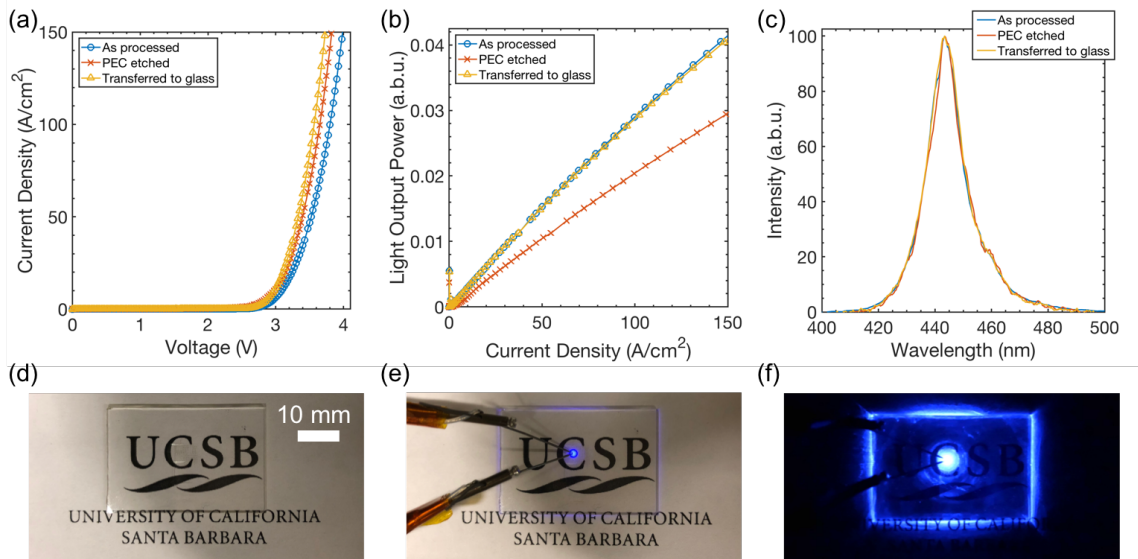 (a)
150
100
50
0
Current Density (A/cm²)
As processed
PEC etched
Transferred to glass
0 1 2 3 4
Voltage (V)
(b)
0.04
0.03
0.02
0.01
0
Light Output Power (a.b.u.)
As processed
PEC etched
Transferred to glass
0 50 100 150
Current Density (A/cm²)
(c)
100
80
60
40
20
0
Intensity (a.b.u.)
As processed
PEC etched
Transferred to glass
400 420 440 460 480 500
Wavelength (nm)
(d)
10 mm
UCSB
UNIVERSITY OF CALIFORNIA
SANTA BARBARA
(e)
UCSB
UNIVERSITY OF CALIFORNIA
SANTA BARBARA
(f)
UCSB
UNIVERSITY OF CALIFORNIA